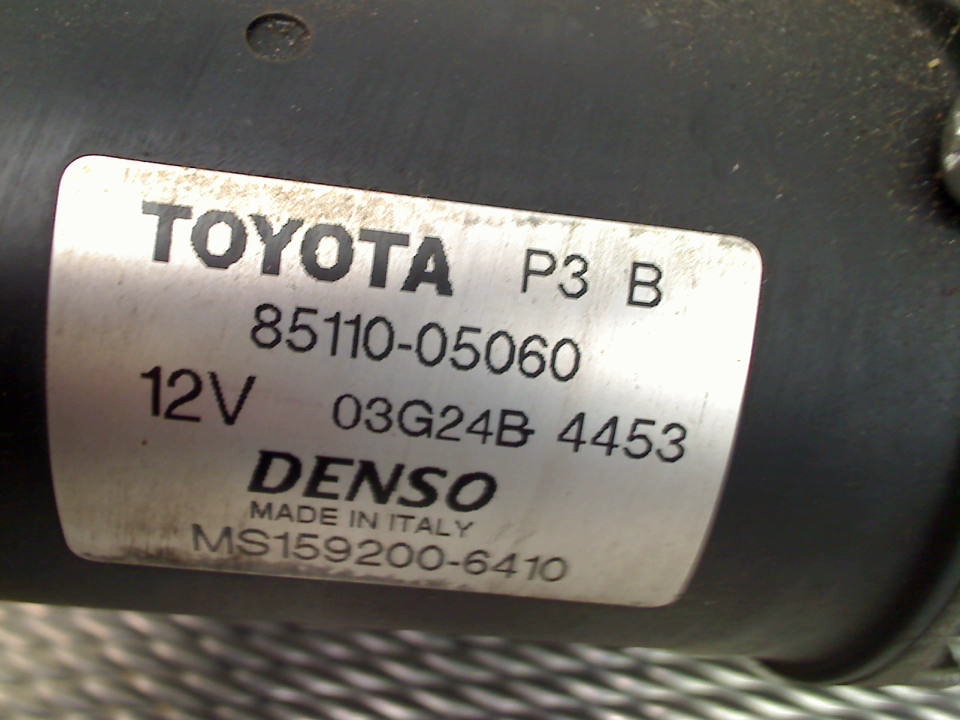 TOYOTA P3 B
85110-05060
12V 03G24B 4453
DENSO
MADE IN ITALY
MS159200-6410